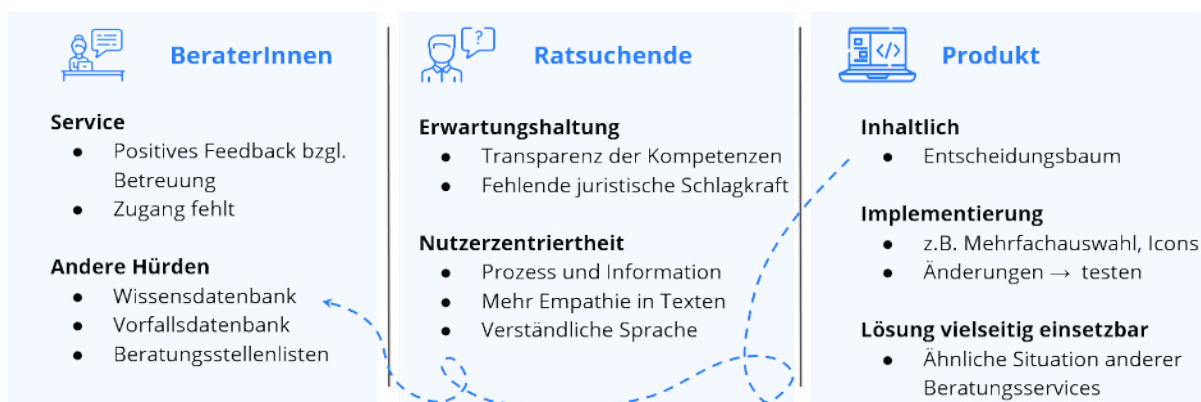 BeraterInnen
Service
● Positives Feedback bzgl.
Betreuung
● Zugang fehlt
Andere Hürden
● Wissensdatenbank
● Vorfallsdatenbank
● Beratungsstellenlisten
?
Ratsuchende
Erwartungshaltung
● Transparenz der Kompetenzen
● Fehlende juristische Schlagkraft
Nutzerzentriertheit
● Prozess und Information
● Mehr Empathie in Texten
● Verständliche Sprache
</>
Produkt
Inhaltlich
● Entscheidungsbaum
Implementierung
● z.B. Mehrfachauswahl, Icons
● Änderungen → testen
Lösung vielseitig einsetzbar
● Ähnliche Situation anderer
Beratungsservices